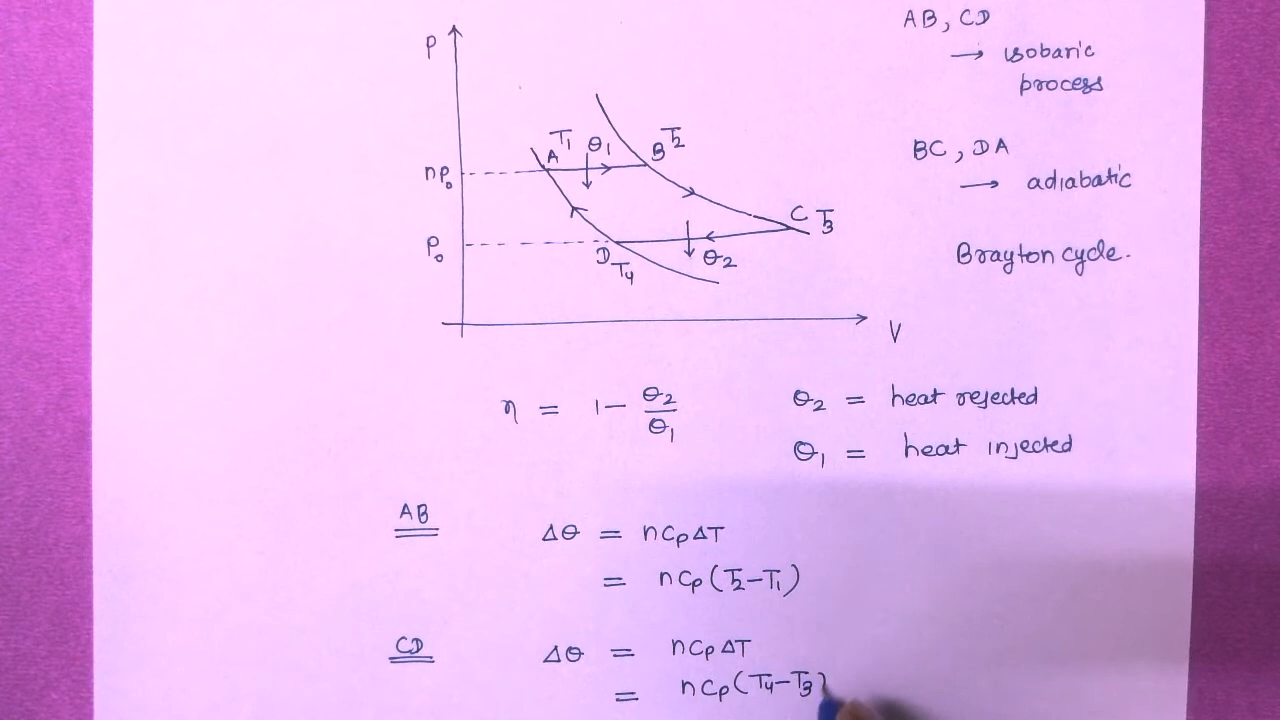 P
AB, CD
→ isobaric
process
A T₁ θ₁ B T₂
nP₀
BC, DA
→ adiabatic
C T₃
P₀
D T₄ θ₂
Brayton cycle.
V
η = 1 - θ₂/θ₁
θ₂ = heat rejected
θ₁ = heat injected
AB Δθ = nCpΔT
= nCp(T₂-T₁)
CD Δθ = nCpΔT
= nCp(T₄-T₃)